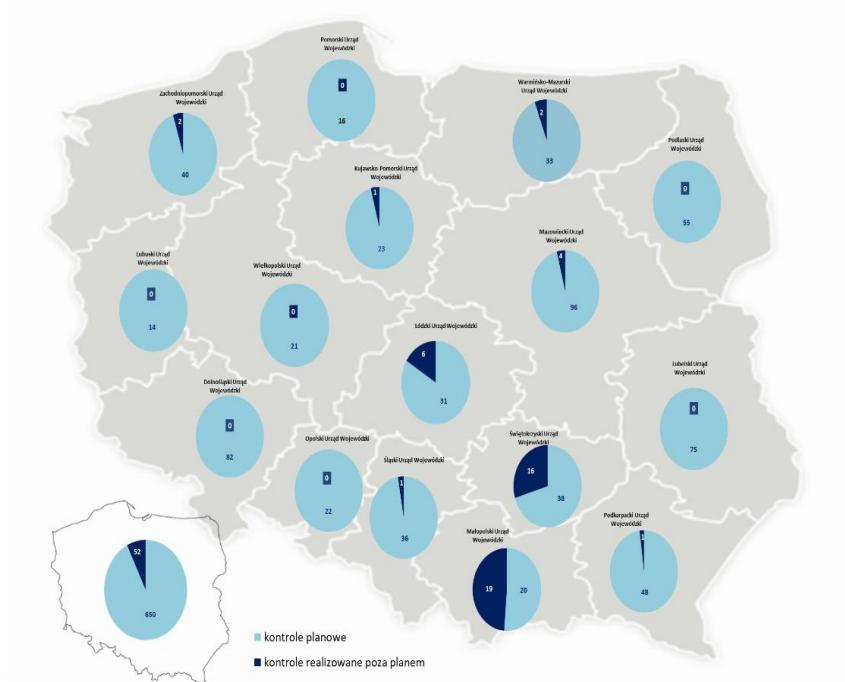 Pomorski Urząd
Wojewódzki
0
16
Zachodniopomorski Urząd
Wojewódzki
2
40
Warmińsko-Mazurski
Urząd Wojewódzki
2
33
Podlaski Urząd
Wojewódzki
0
55
Kujawsko-Pomorski Urząd
Wojewódzki
1
23
Mazowiecki Urząd
Wojewódzki
4
96
Lubuski Urząd
Wojewódzki
0
14
Wielkopolski Urząd
Wojewódzki
0
21
Łódzki Urząd Wojewódzki
6
31
Lubelski Urząd
Wojewódzki
0
75
Dolnośląski Urząd
Wojewódzki
0
82
Opolski Urząd Wojewódzki
0
22
Śląski Urząd Wojewódzki
1
36
Świętokrzyski Urząd
Wojewódzki
16
38
Małopolski Urząd
Wojewódzki
19
20
Podkarpacki Urząd
Wojewódzki
1
48
52
650
kontrole planowe
kontrole realizowane poza planem